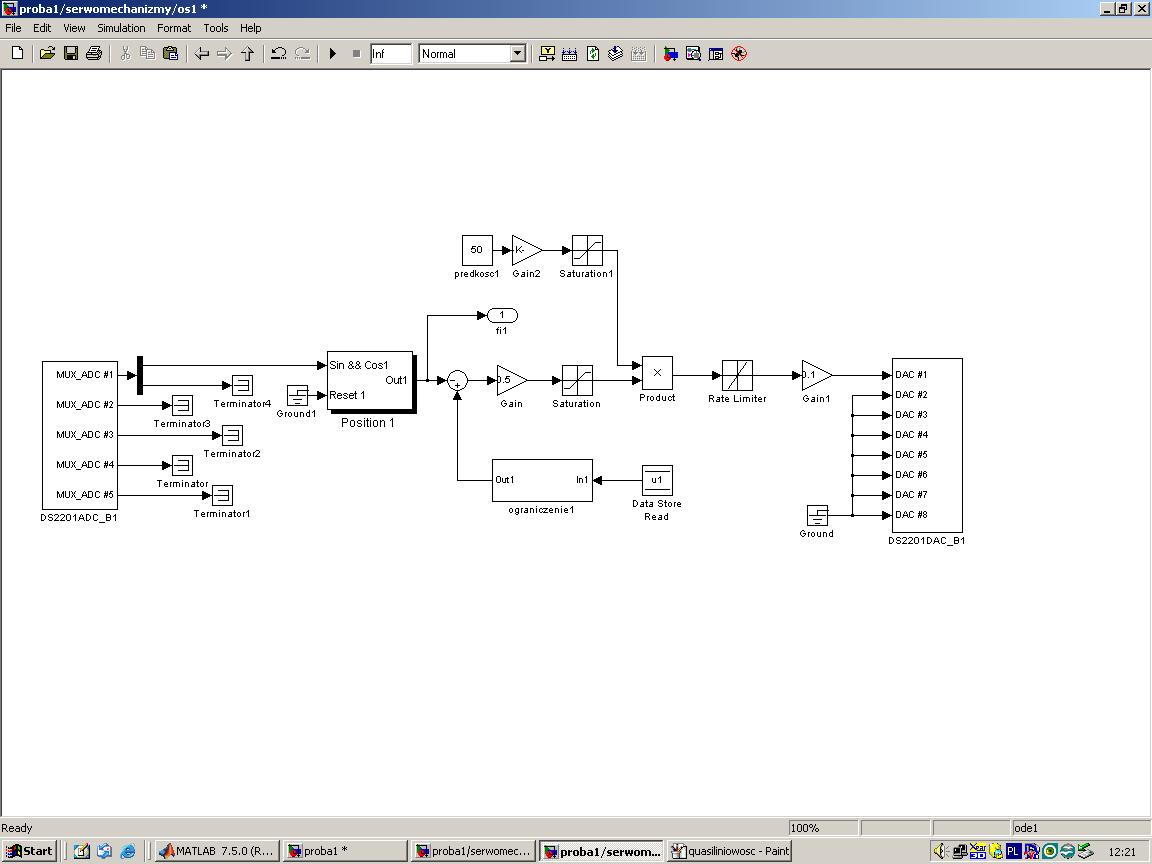 proba1/serwomechanizmy/os1 *
File Edit View Simulation Format Tools Help
Inf Normal
50
K-
predkosc1 Gain2 Saturation1
1
fi1
MUX_ADC #1
MUX_ADC #2
MUX_ADC #3
MUX_ADC #4
MUX_ADC #5
DS2201ADC_B1
Terminator4
Terminator3
Terminator2
Terminator
Terminator1
Ground1
Sin && Cos1
Out1
Reset 1
Position 1
0.5
Gain
Saturation
×
Product
Rate Limiter
0.1
Gain1
Out1 In1
ograniczenie1
u1
Data Store
Read
Ground
DAC #1
DAC #2
DAC #3
DAC #4
DAC #5
DAC #6
DAC #7
DAC #8
DS2201DAC_B1
Ready 100% ode1
Start MATLAB 7.5.0 (R... proba1 * proba1/serwomec... proba1/serwom... quasiliniowosc - Paint PL 12:21